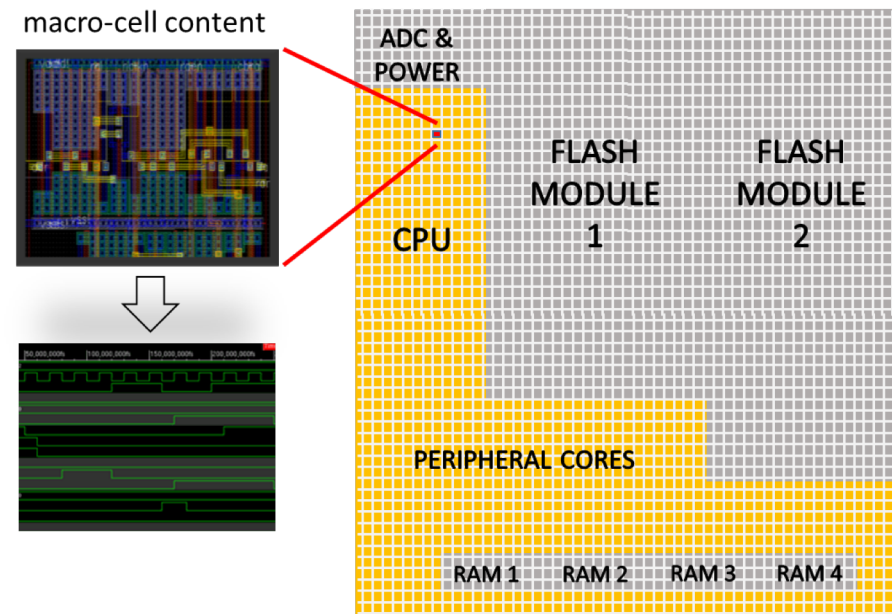 macro-cell content
ADC &
POWER
FLASH
MODULE
1
FLASH
MODULE
2
CPU
50,000,000fs 100,000,000fs 150,000,000fs 200,000,000fs
PERIPHERAL CORES
RAM 1 RAM 2 RAM 3 RAM 4